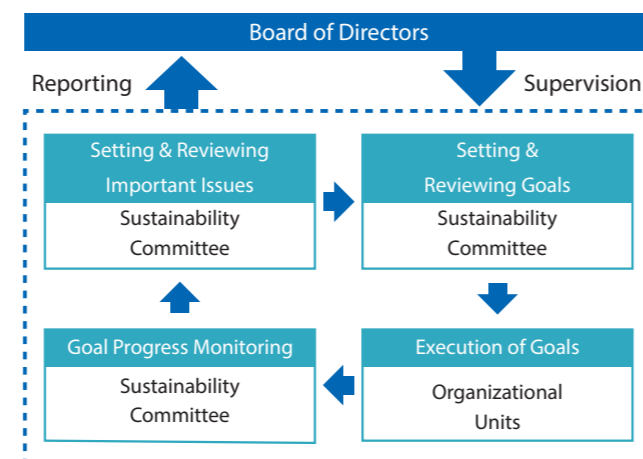 Board of Directors
Reporting
Supervision
Setting & Reviewing
Important Issues
Sustainability
Committee
Setting &
Reviewing Goals
Sustainability
Committee
Goal Progress Monitoring
Sustainability
Committee
Execution of Goals
Organizational
Units